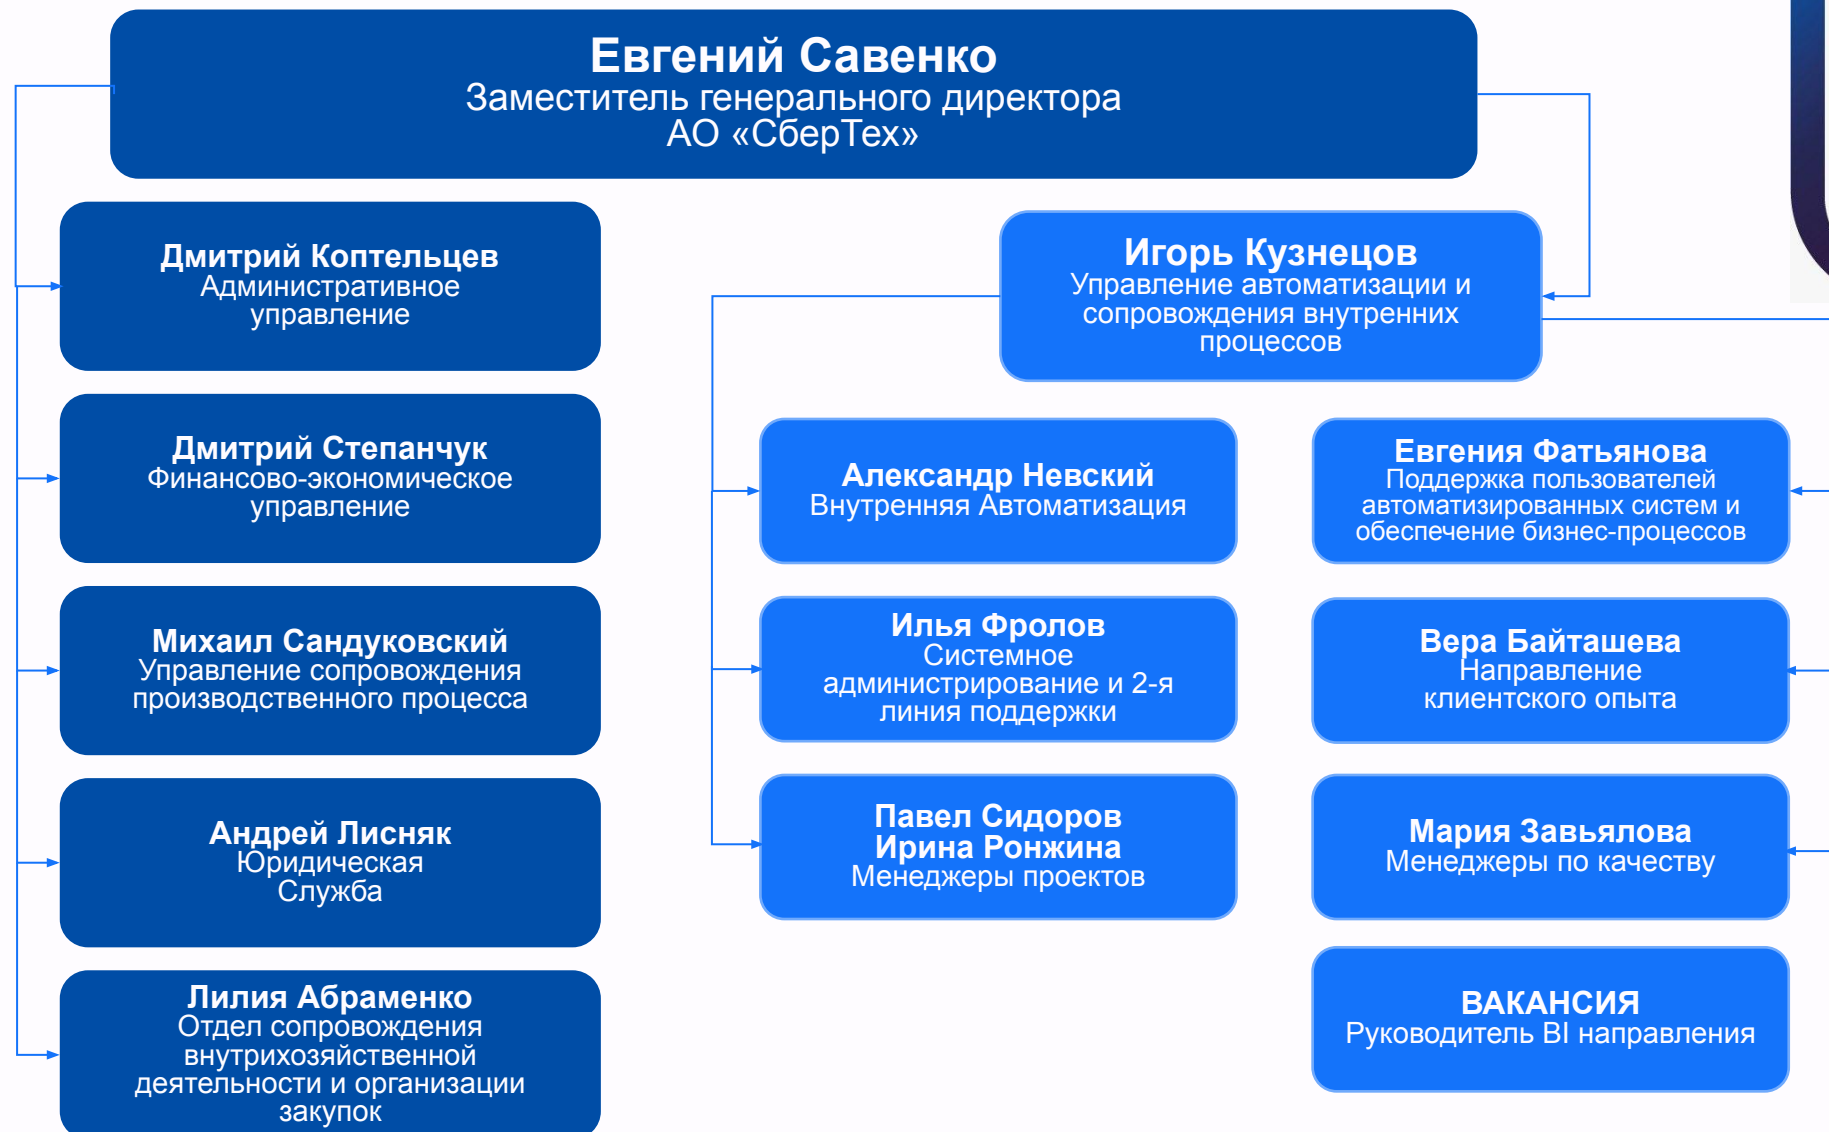 Евгений Савенко
Заместитель генерального директора
АО «СберТех»
Дмитрий Коптельцев
Административное
управление
Дмитрий Степанчук
Финансово-экономическое
управление
Михаил Сандуковский
Управление сопровождения
производственного процесса
Андрей Лисняк
Юридическая
Служба
Лилия Абраменко
Отдел сопровождения
внутрихозяйственной
деятельности и организации
закупок
Игорь Кузнецов
Управление автоматизации и
сопровождения внутренних
процессов
Александр Невский
Внутренняя Автоматизация
Илья Фролов
Системное
администрирование и 2-я
линия поддержки
Павел Сидоров
Ирина Ронжина
Менеджеры проектов
Евгения Фатьянова
Поддержка пользователей
автоматизированных систем и
обеспечение бизнес-процессов
Вера Байташева
Направление
клиентского опыта
Мария Завьялова
Менеджеры по качеству
ВАКАНСИЯ
Руководитель BI направления